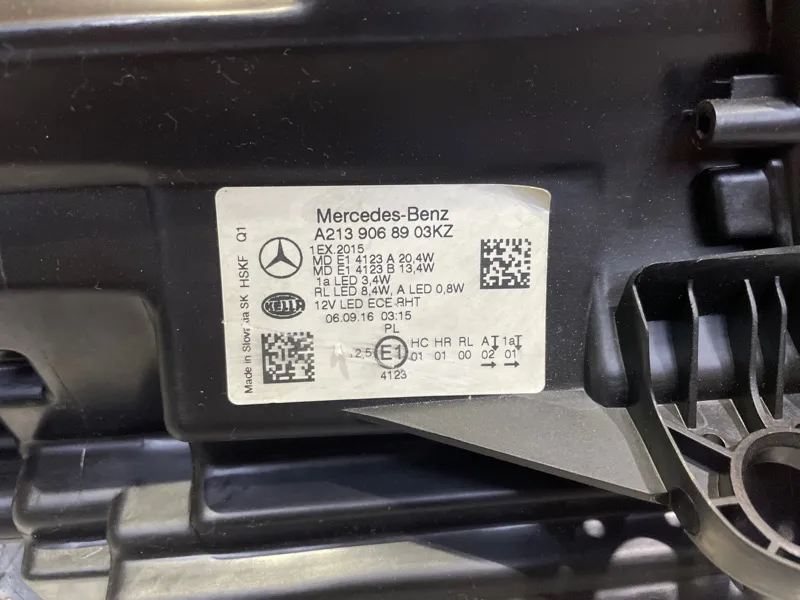 Mercedes-Benz
A213 906 89 03KZ
1EX.2015
MD E1 4123 A 20,4W
MD E1 4123 B 13,4W
1a LED 3,4W
RL LED 8,4W, A LED 0,8W
12V LED ECE RHT
06.09.16 03:15
PL
HC HR RL A 1a
12,5 E1 01 01 00 02 01
4123
HELLA
Made in Slovakia SK HSKF Q1